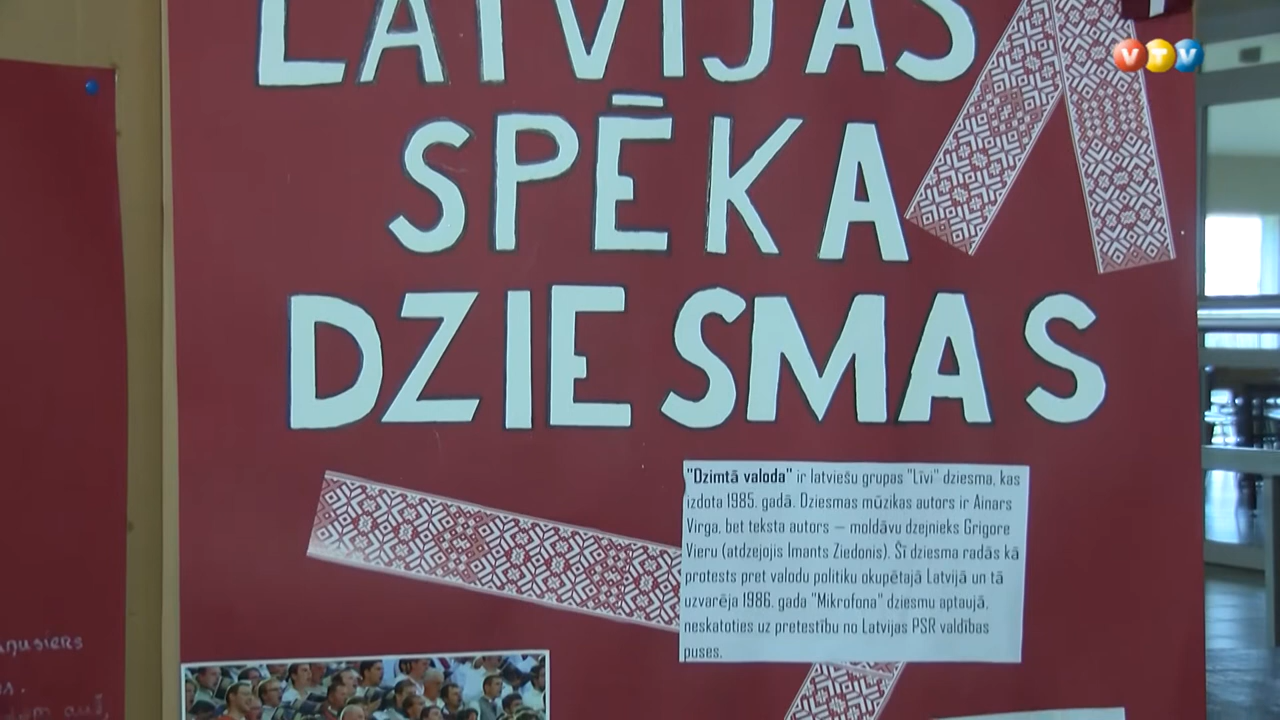 VTV
LATVIJAS
SPĒKA
DZIESMAS
"Dzimtā valoda" ir latviešu grupas "Līvi" dziesma, kas
izdota 1985. gadā. Dziesmas mūzikas autors ir Ainars
Virga, bet teksta autors — moldāvu dzejnieks Grigore
Vieru (atdzejojis Imants Ziedonis). Šī dziesma radās kā
protests pret valodu politiku okupētajā Latvijā un tā
uzvarēja 1986. gada "Mikrofona" dziesmu aptaujā,
neskatoties uz pretestību no Latvijas PSR valdības
puses.